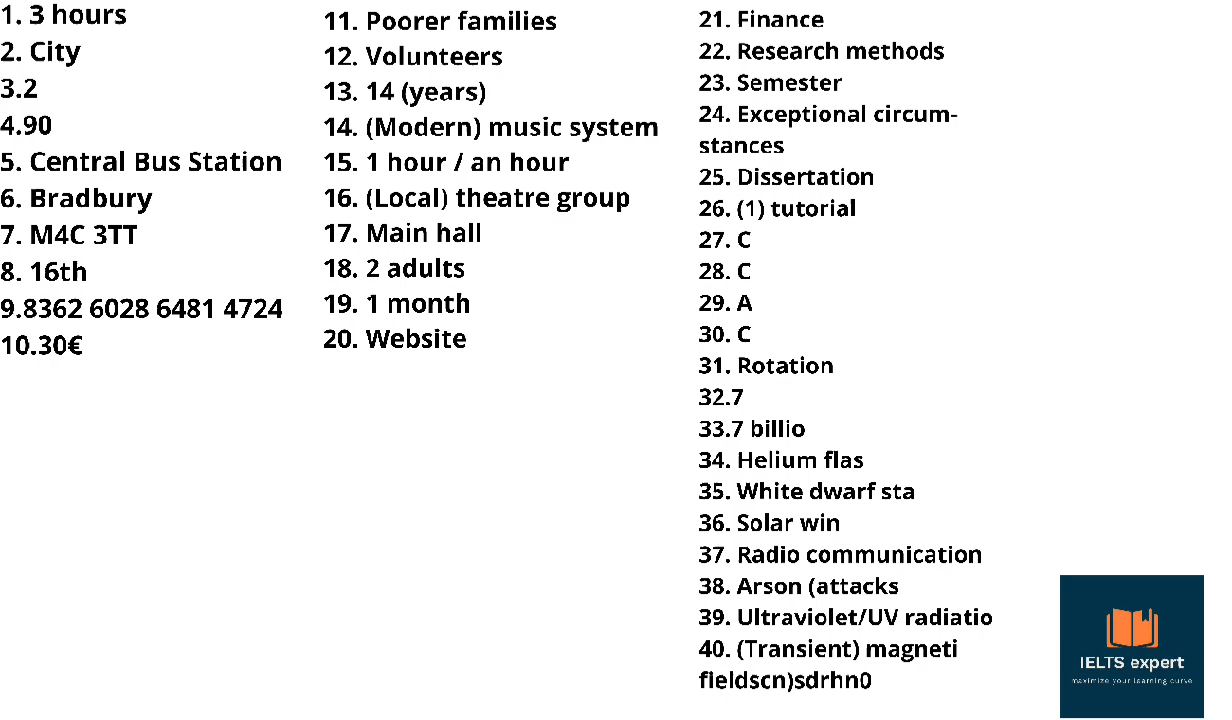 1. 3 hours
2. City
3.2
4.90
5. Central Bus Station
6. Bradbury
7. M4C 3TT
8. 16th
9.8362 6028 6481 4724
10.30€
11. Poorer families
12. Volunteers
13. 14 (years)
14. (Modern) music system
15. 1 hour / an hour
16. (Local) theatre group
17. Main hall
18. 2 adults
19. 1 month
20. Website
21. Finance
22. Research methods
23. Semester
24. Exceptional circum-
stances
25. Dissertation
26. (1) tutorial
27. C
28. C
29. A
30. C
31. Rotation
32.7
33.7 billio
34. Helium flas
35. White dwarf sta
36. Solar win
37. Radio communication
38. Arson (attacks
39. Ultraviolet/UV radiatio
40. (Transient) magneti
fieldscn)sdrhn0
IELTS expert
maximize your learning curve